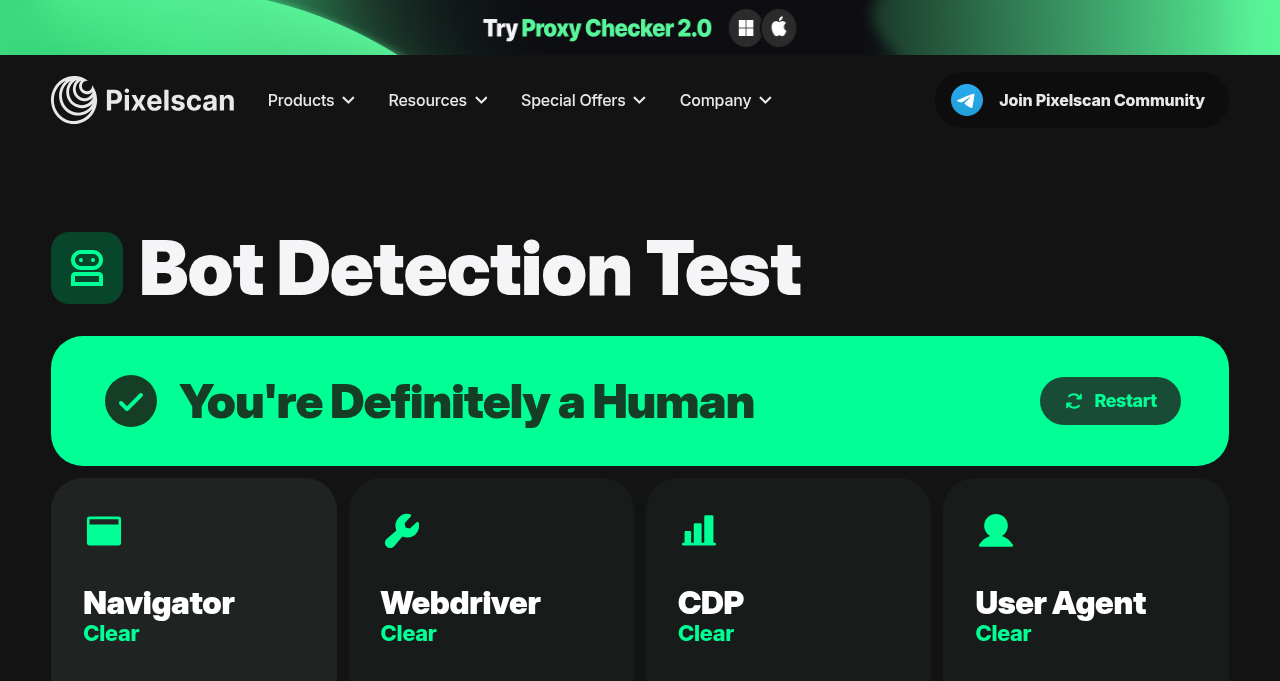 Try Proxy Checker 2.0
Pixelscan
Products
Resources
Special Offers
Company
Join Pixelscan Community
Bot Detection Test
You're Definitely a Human
Restart
Navigator
Clear
Webdriver
Clear
CDP
Clear
User Agent
Clear